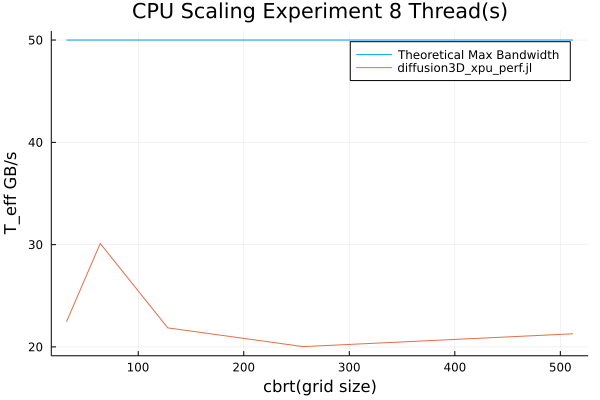 CPU Scaling Experiment 8 Thread(s)
50
Theoretical Max Bandwidth
diffusion3D_xpu_perf.jl
40
T_eff GB/s
30
20
100 200 300 400 500
cbrt(grid size)